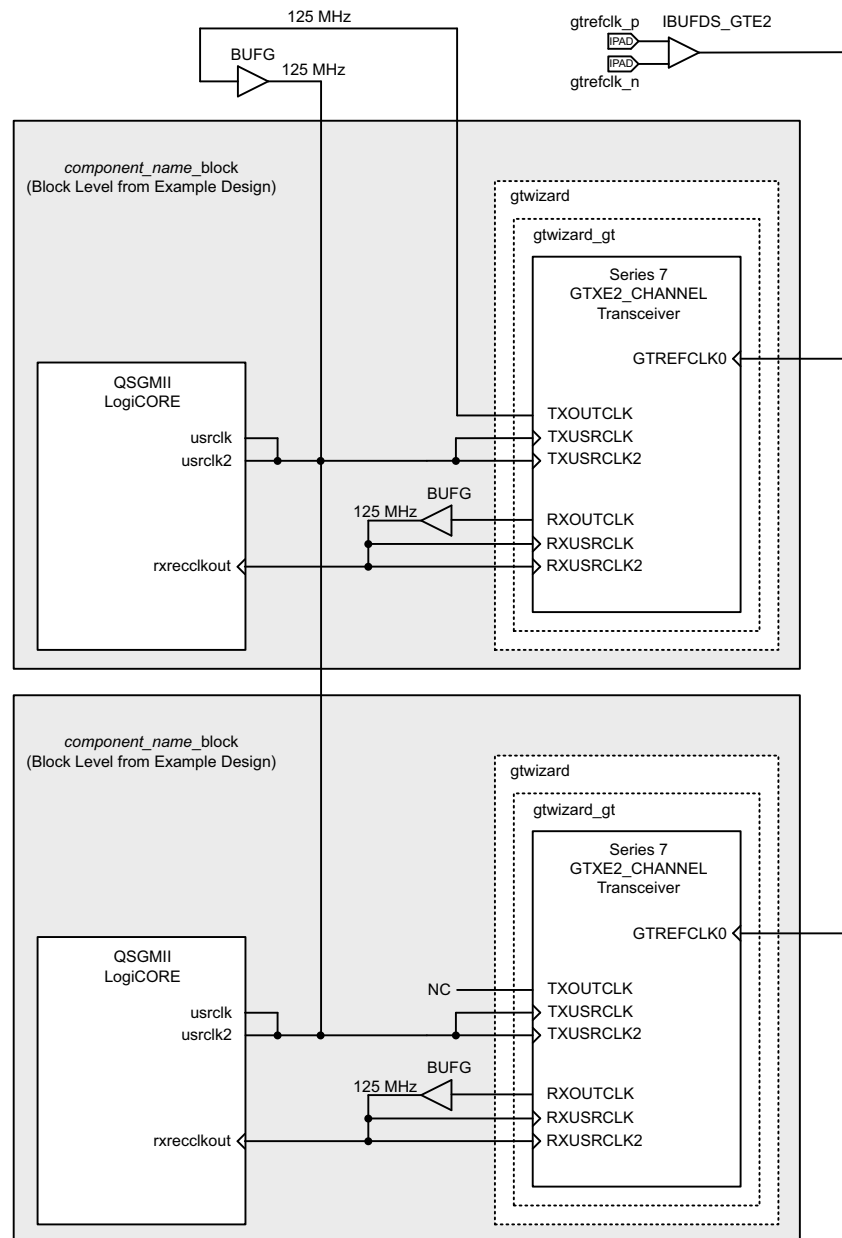 125 MHz
BUFG
125 MHz
gtrefclk_p
IPAD
IBUFDS_GTE2
IPAD
gtrefclk_n
component_name_block
(Block Level from Example Design)
gtwizard
gtwizard_gt
Series 7
GTXE2_CHANNEL
Transceiver
GTREFCLK0
QSGMII
LogiCORE
usrclk
usrclk2
rxrecclkout
TXOUTCLK
TXUSRCLK
TXUSRCLK2
BUFG
125 MHz
RXOUTCLK
RXUSRCLK
RXUSRCLK2
component_name_block
(Block Level from Example Design)
gtwizard
gtwizard_gt
Series 7
GTXE2_CHANNEL
Transceiver
GTREFCLK0
QSGMII
LogiCORE
usrclk
usrclk2
rxrecclkout
NC
TXOUTCLK
TXUSRCLK
TXUSRCLK2
BUFG
125 MHz
RXOUTCLK
RXUSRCLK
RXUSRCLK2